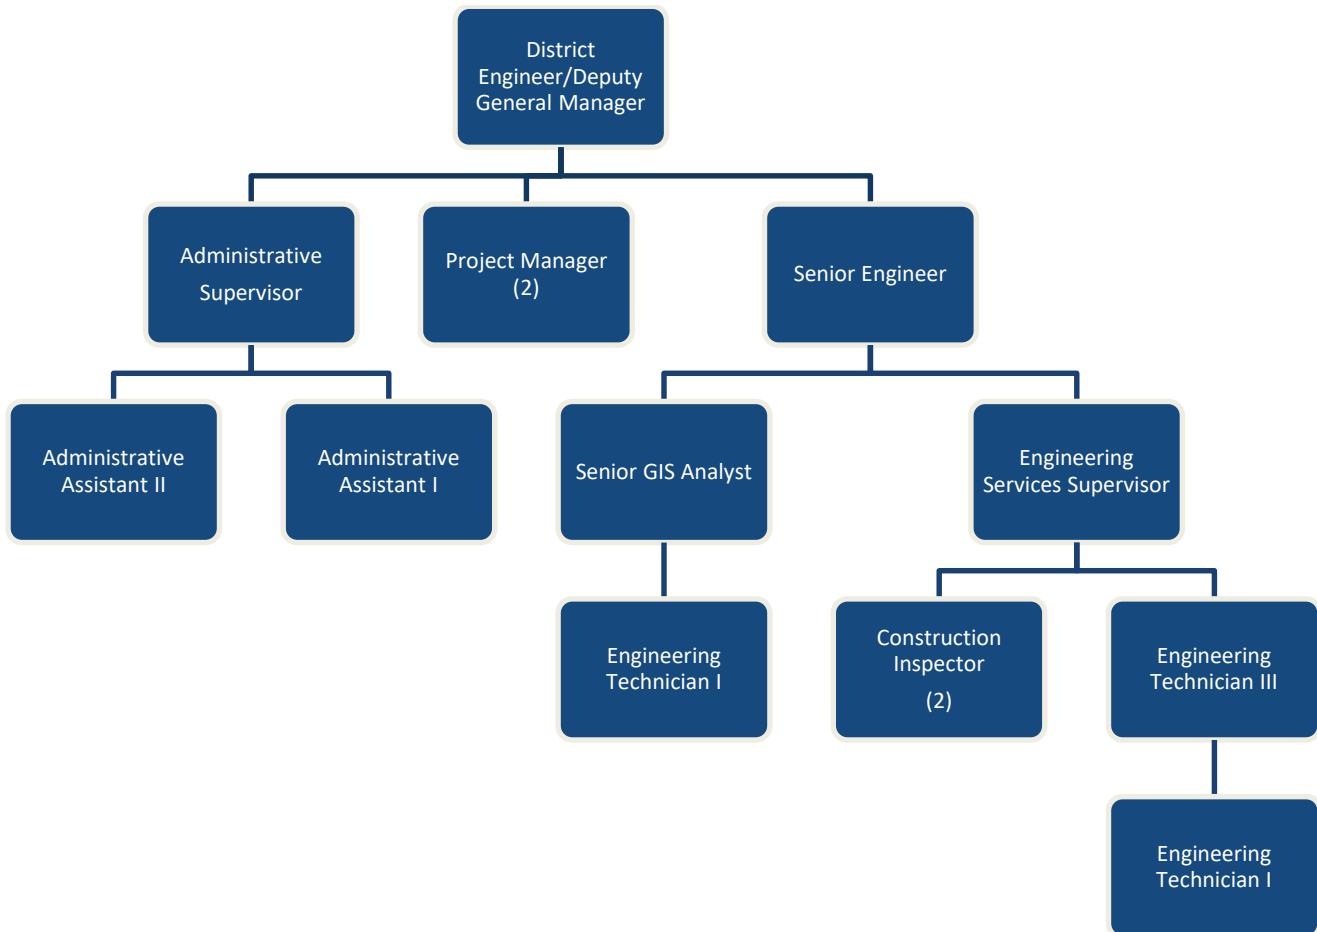 District
Engineer/Deputy
General Manager
Administrative
Supervisor
Project Manager
(2)
Senior Engineer
Administrative
Assistant II
Administrative
Assistant I
Senior GIS Analyst
Engineering
Services Supervisor
Engineering
Technician I
Construction
Inspector
(2)
Engineering
Technician III
Engineering
Technician I